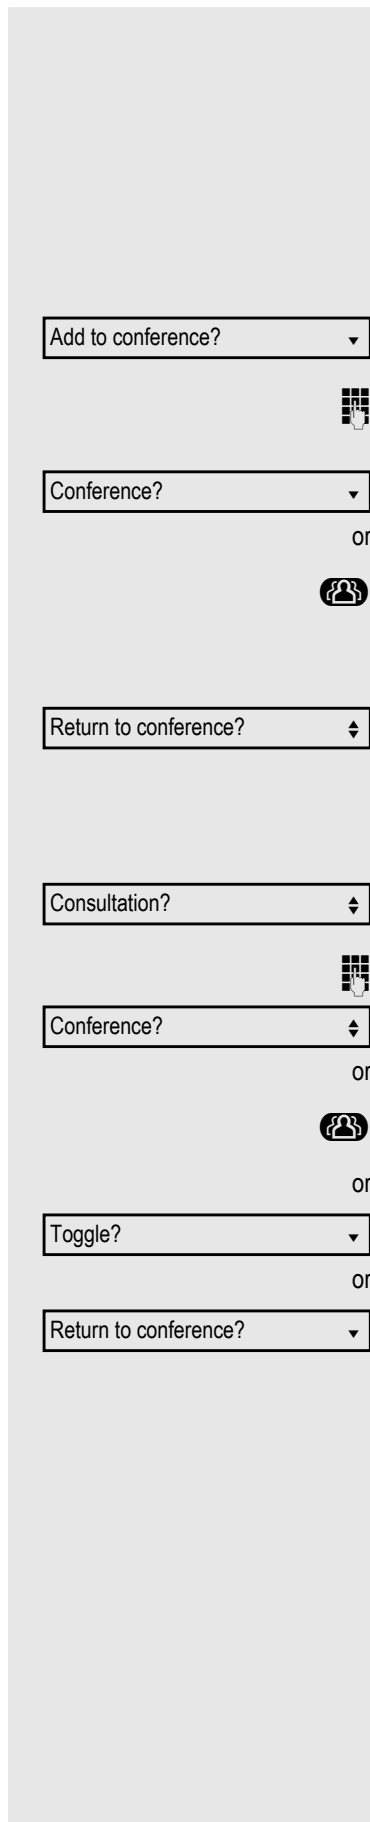 Add to conference?
Conference?
or
Return to conference?
Consultation?
Conference?
or
or
Toggle?
or
Return to conference?